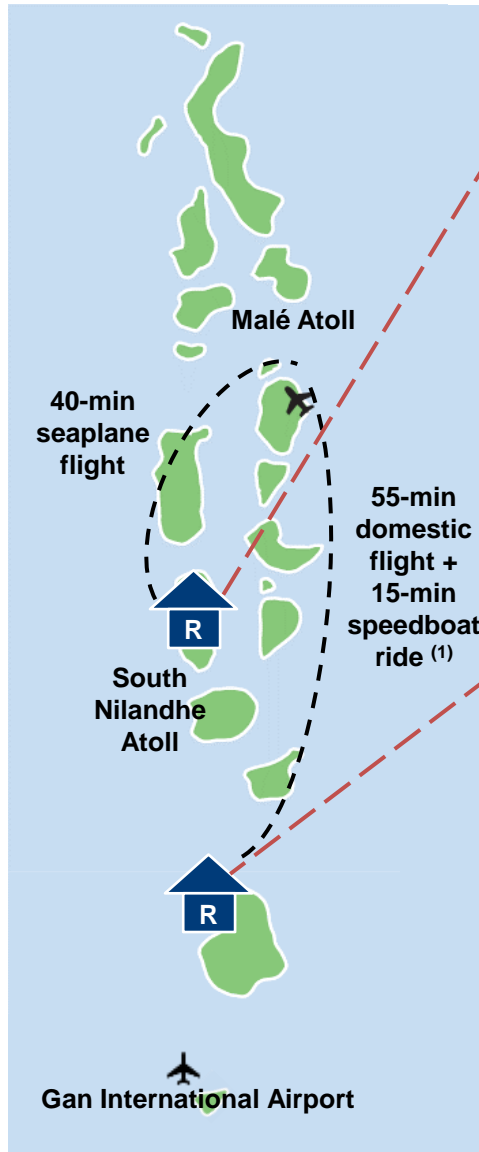 Malé Atoll
40-min
seaplane
flight
55-min
domestic
flight +
15-min
speedboat
ride (1)
R
South
Nilandhe
Atoll
R
Gan International Airport